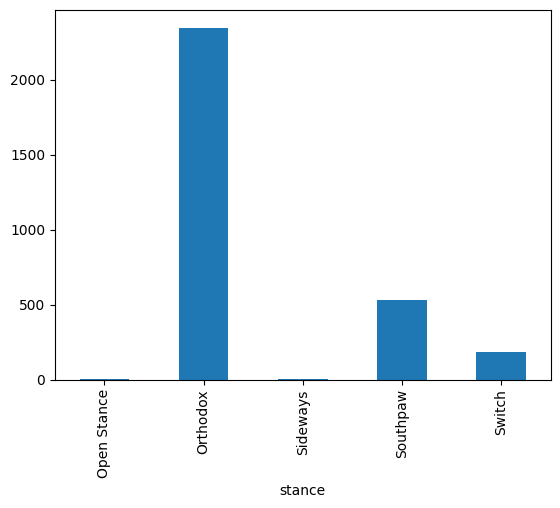 2000
1500
1000
500
0
Open Stance
Orthodox
Sideways
Southpaw
Switch
stance